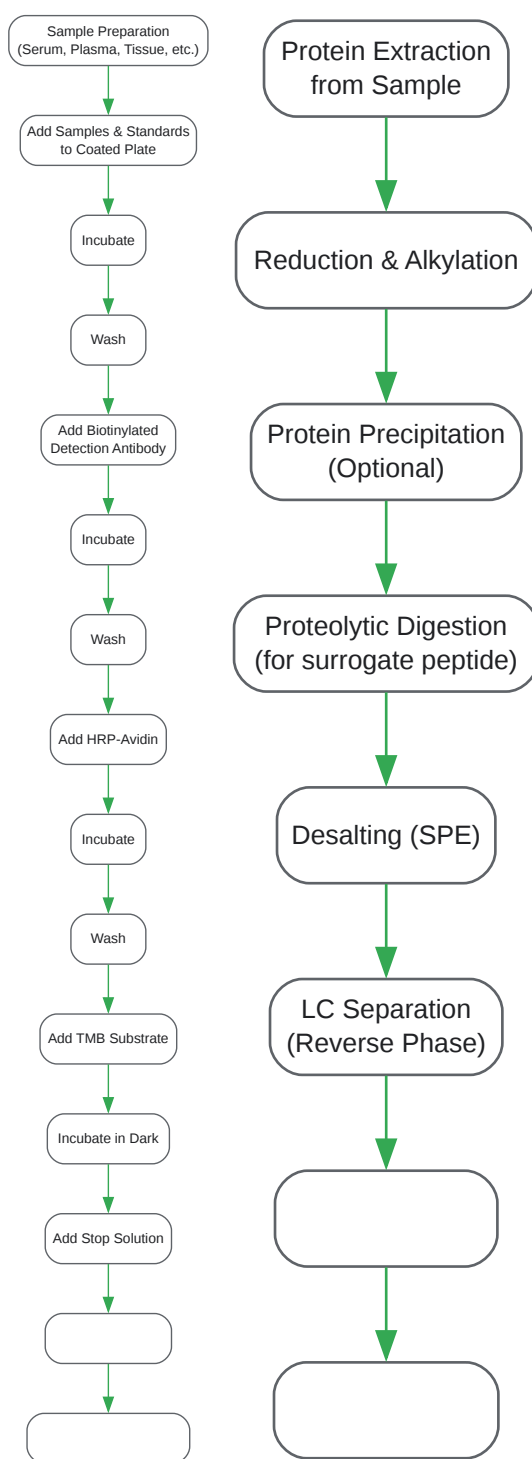 Sample Preparation
(Serum, Plasma, Tissue, etc.)
Add Samples & Standards
to Coated Plate
Incubate
Wash
Add Biotinylated
Detection Antibody
Incubate
Wash
Add HRP-Avidin
Incubate
Wash
Add TMB Substrate
Incubate in Dark
Add Stop Solution
Protein Extraction
from Sample
Reduction & Alkylation
Protein Precipitation
(Optional)
Proteolytic Digestion
(for surrogate peptide)
Desalting (SPE)
LC Separation
(Reverse Phase)